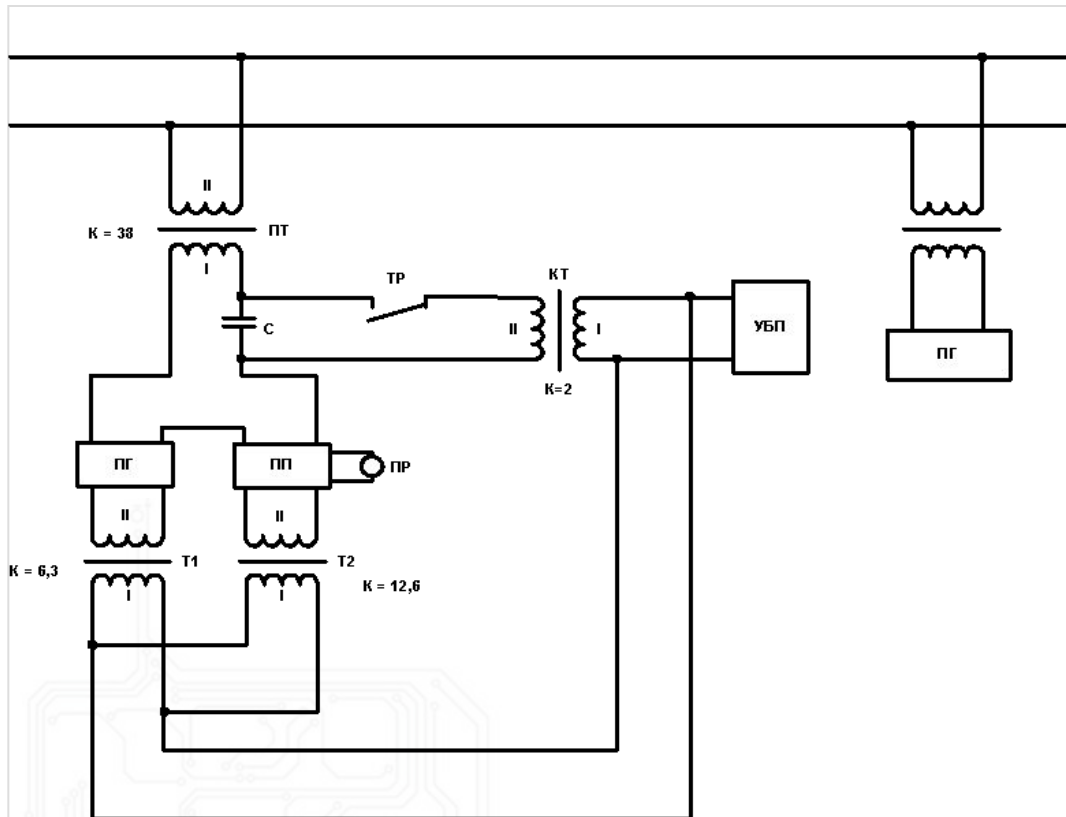 II
К = 38
ПТ
I
ТР
КТ
С
II
I
УБП
ПГ
К=2
ПГ
ПП
ПР
II
II
К = 6,3
Т1
Т2
I
I
К = 12,6